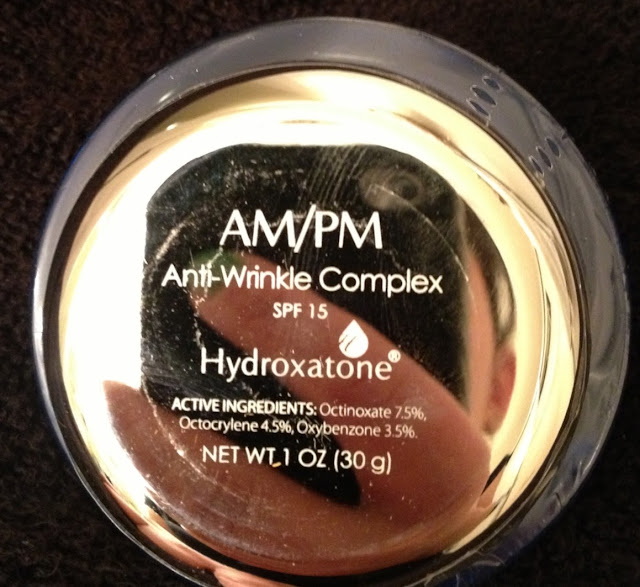 AM/PM
Anti-Wrinkle Complex
SPF 15
Hydroxatone®
ACTIVE INGREDIENTS: Octinoxate 7.5%,
Octocrylene 4.5%, Oxybenzone 3.5%.
NET WT. 1 OZ (30 g)